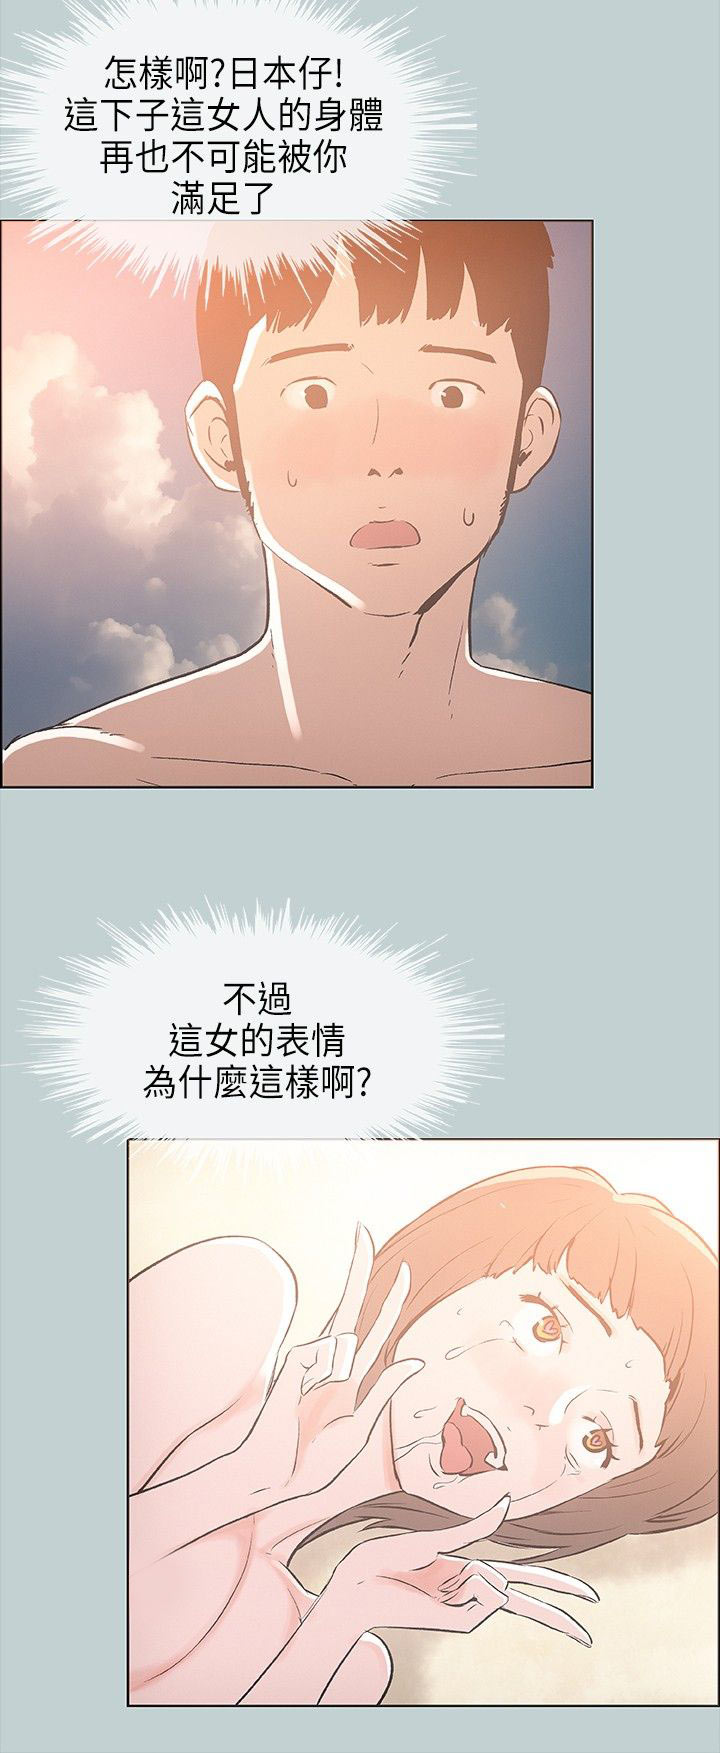 怎樣啊?日本仔!
這下子這女人的身體
再也不可能被你
滿足了
不過
這女的表情
為什麼這樣啊?